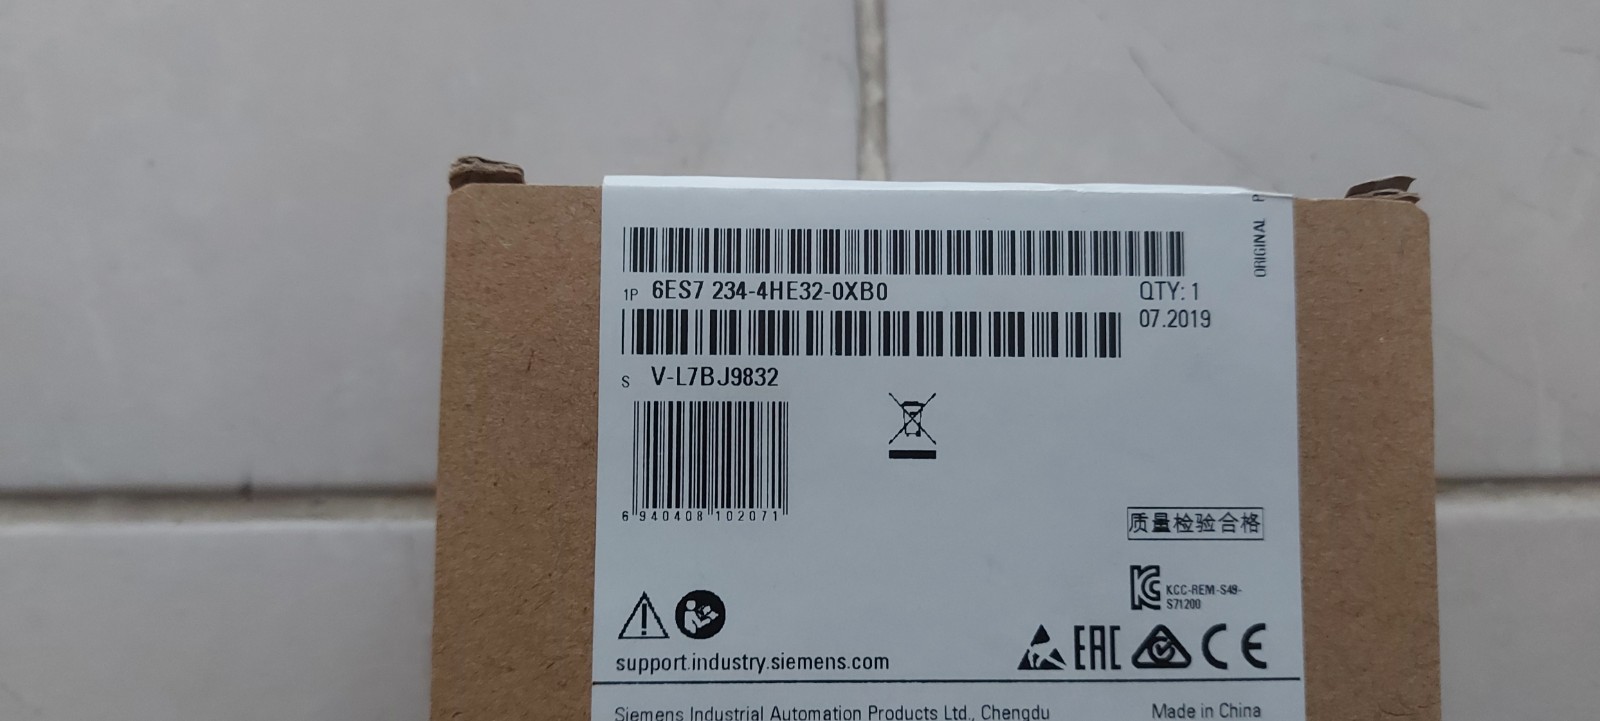 ORIGINAL
1P 6ES7 234-4HE32-0XB0
QTY: 1
07.2019
S V-L7BJ9832
6 940408 102071
质量检验合格
KCC-REM-S49-
S71200
EAC
CE
support.industry.siemens.com
Siemens Industrial Automation Products Ltd., Chengdu
Made in China